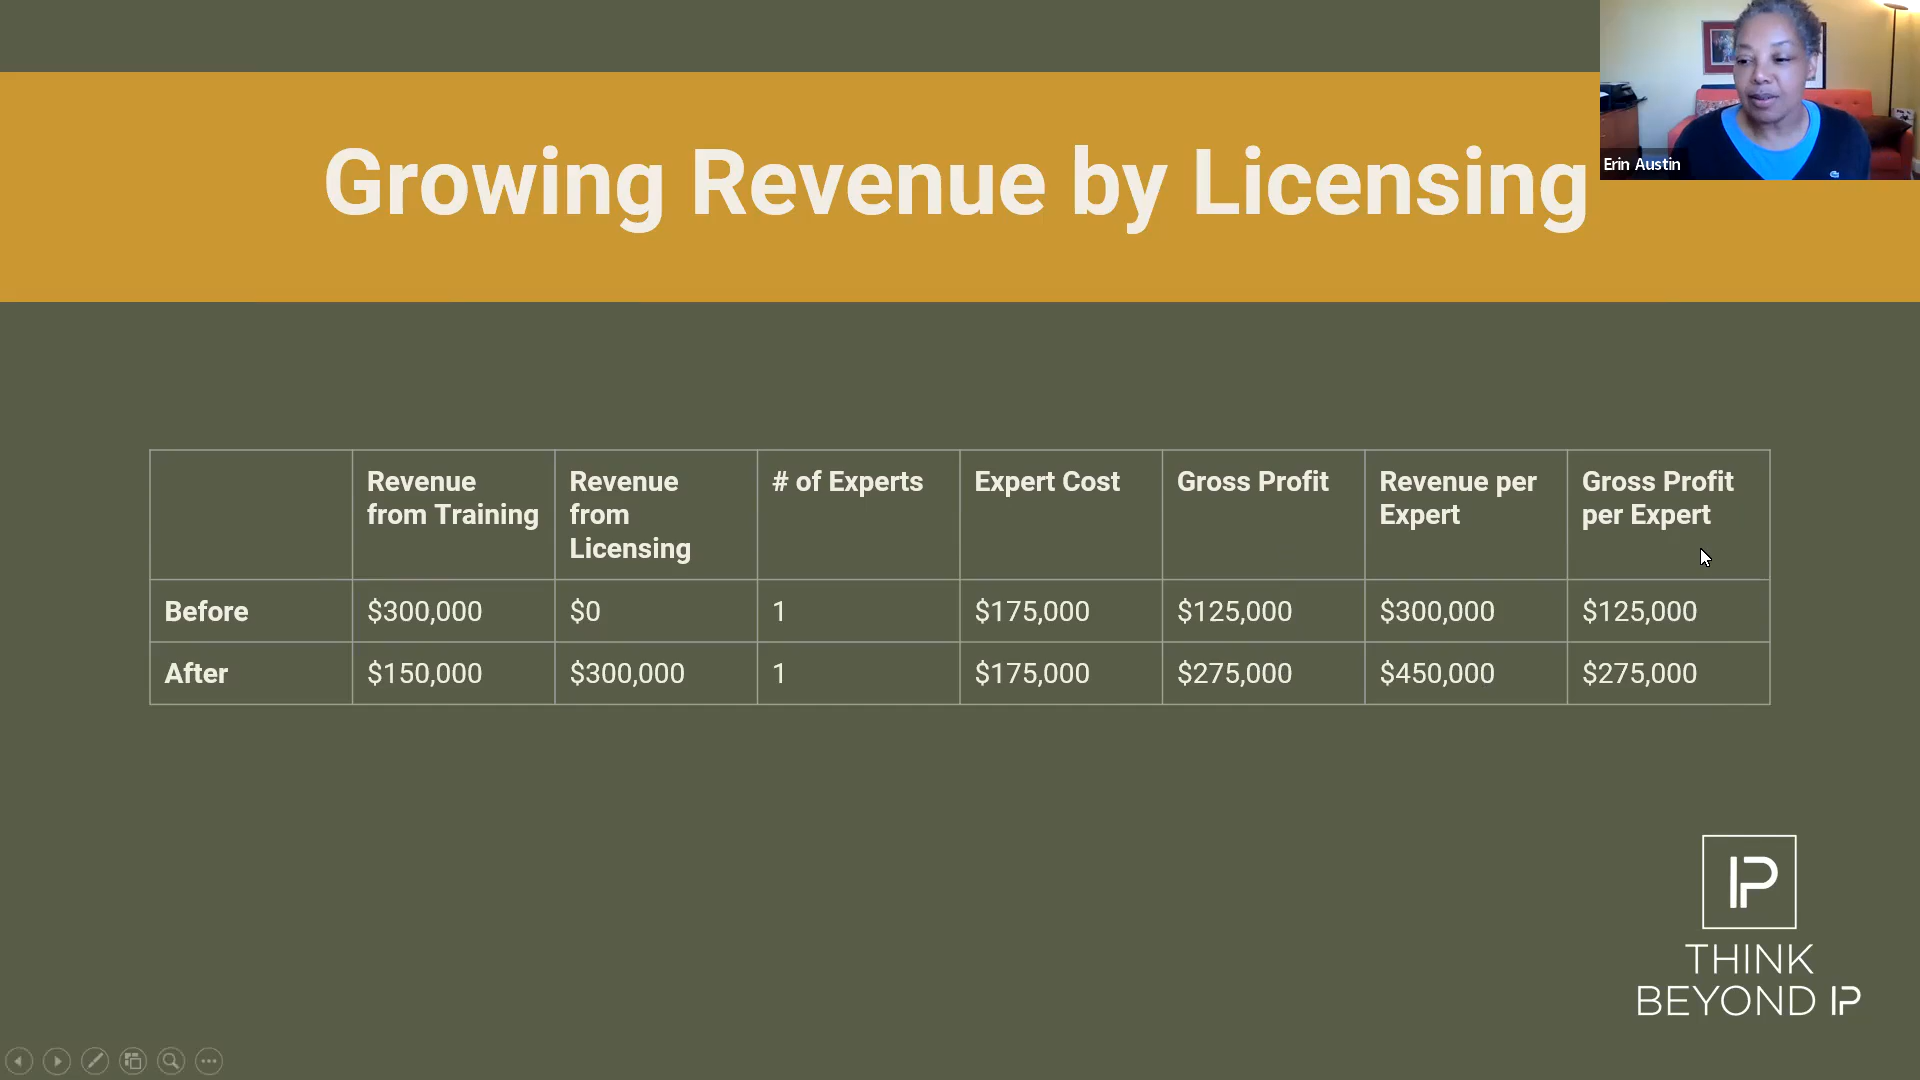 Erin Austin
Growing Revenue by Licensing
Revenue from Training
Revenue from Licensing
# of Experts
Expert Cost
Gross Profit
Revenue per Expert
Gross Profit per Expert
Before $300,000 $0 1 $175,000 $125,000 $300,000 $125,000
After $150,000 $300,000 1 $175,000 $275,000 $450,000 $275,000
IP
THINK
BEYOND IP